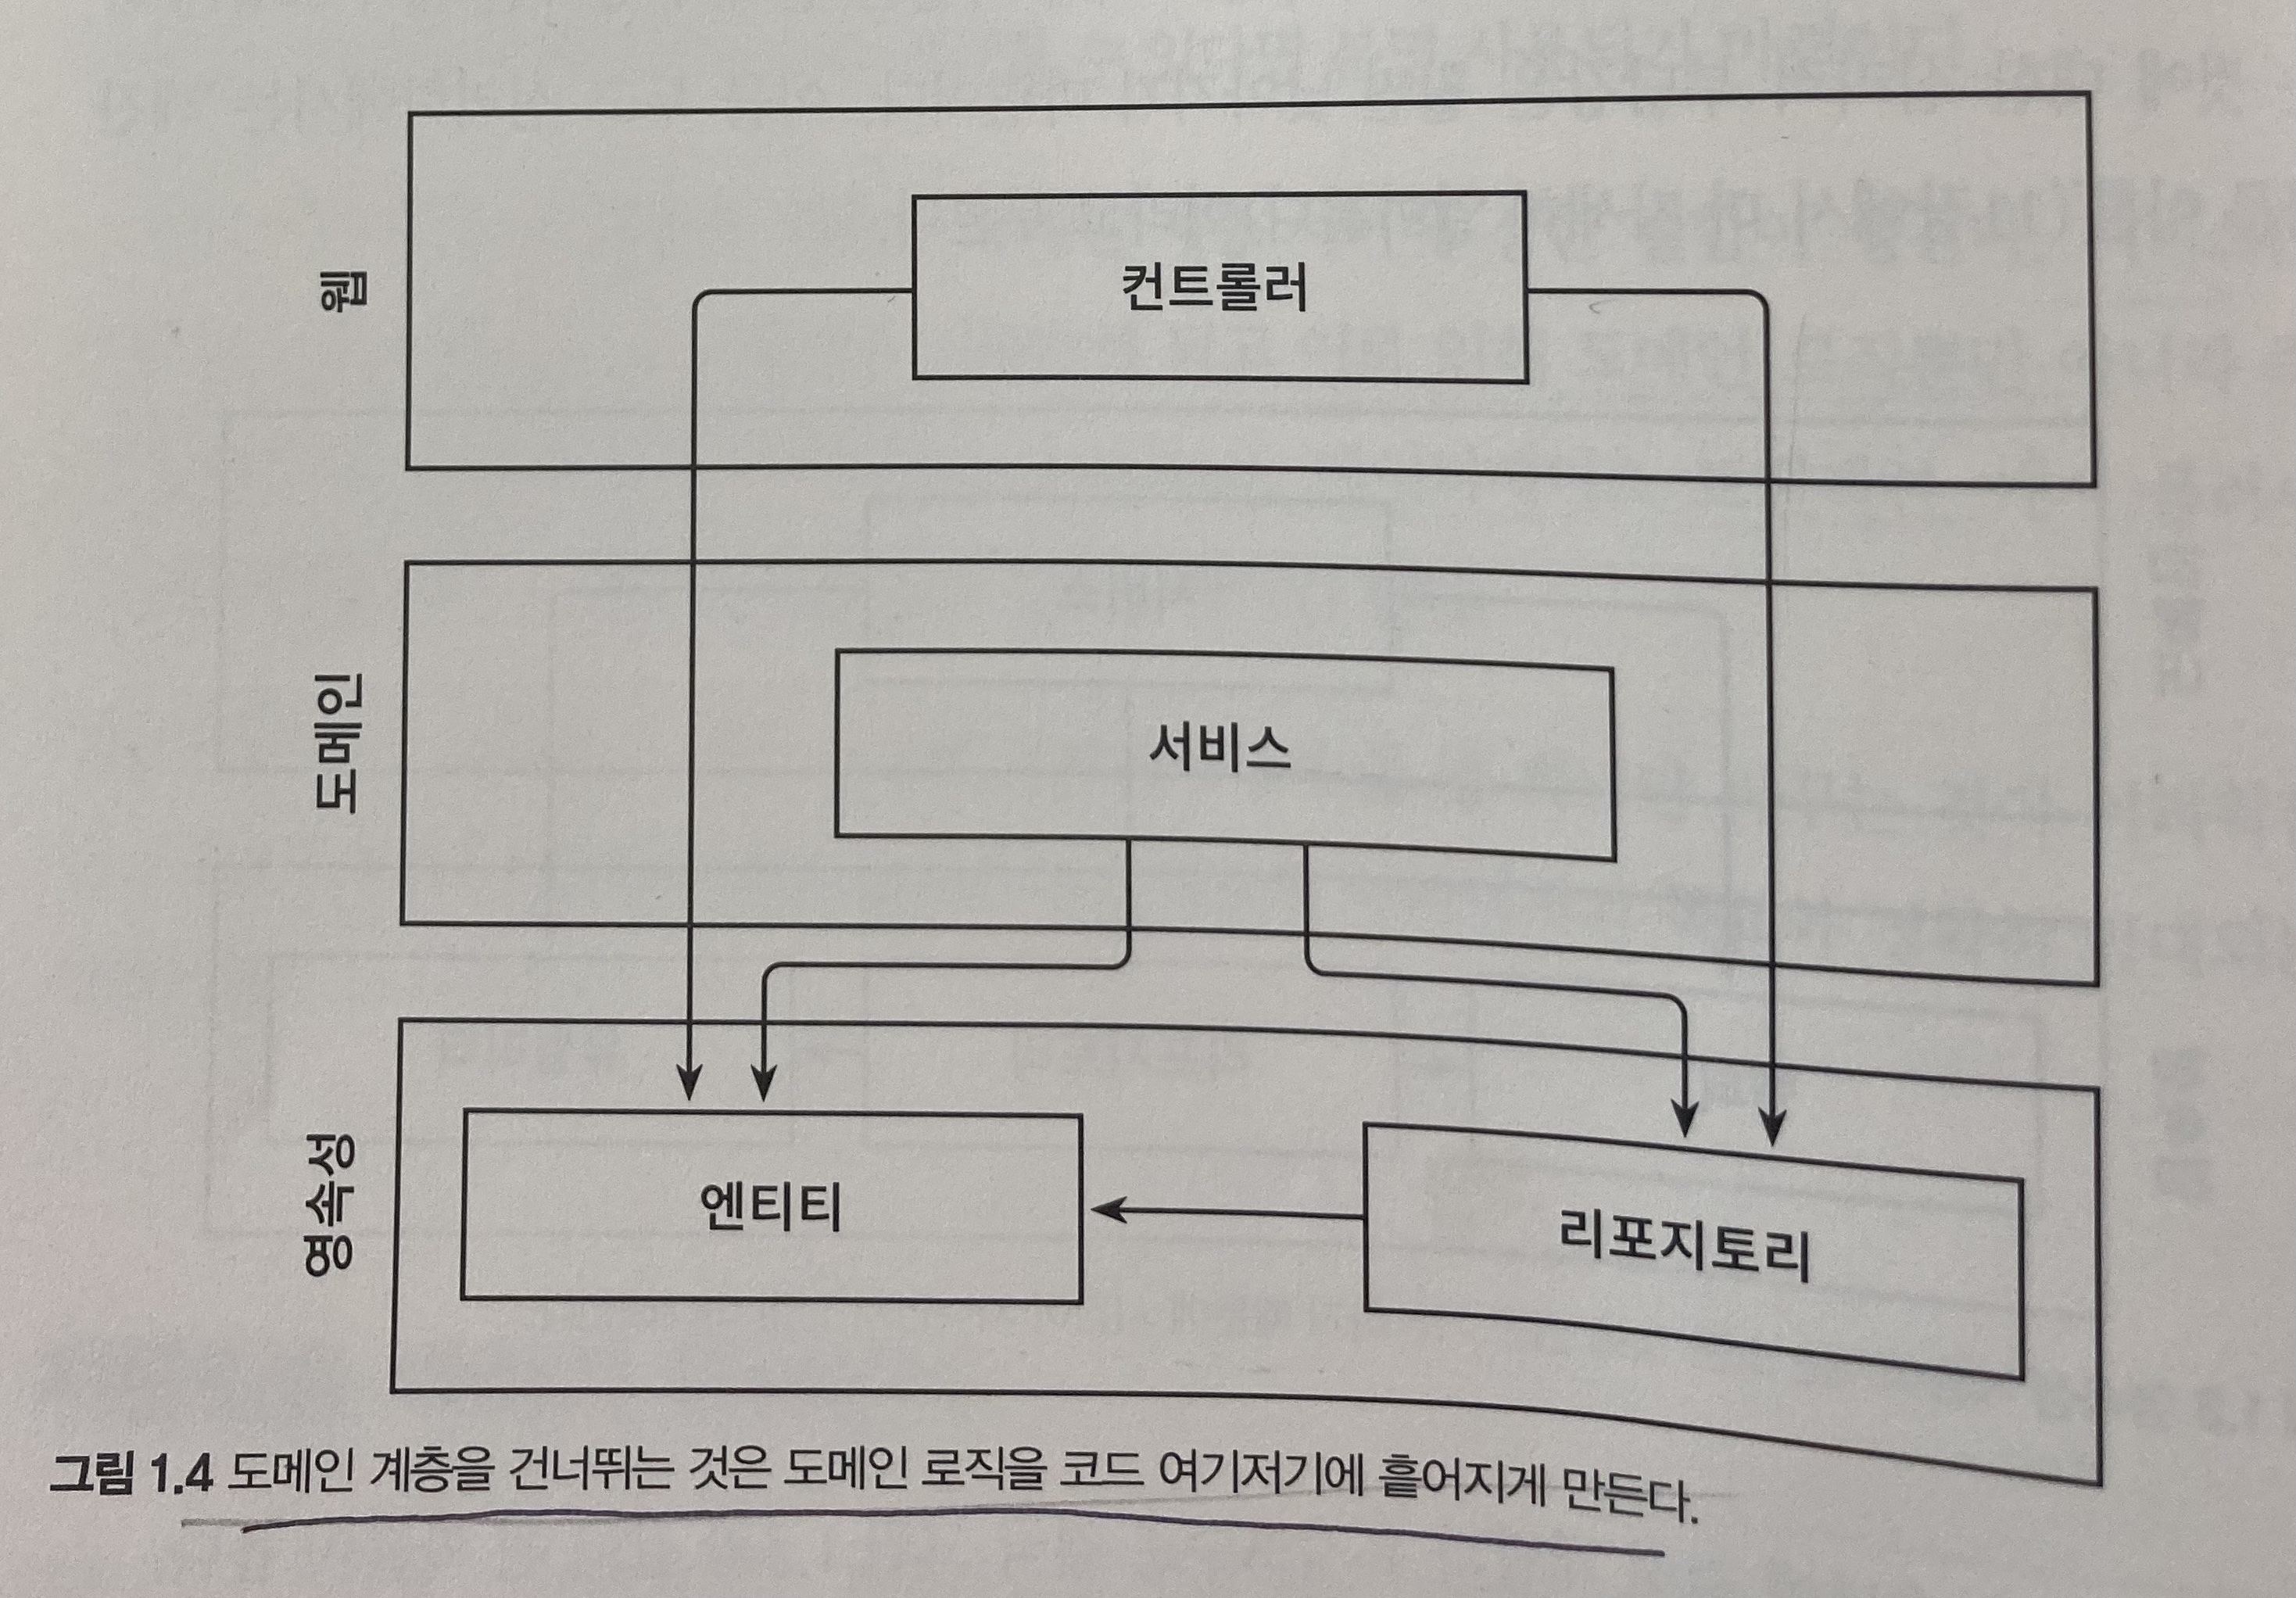 웹
컨트롤러
도메인
서비스
영속성
엔티티
리포지토리
그림 1.4 도메인 계층을 건너뛰는 것은 도메인 로직을 코드 여기저기에 흩어지게 만든다.